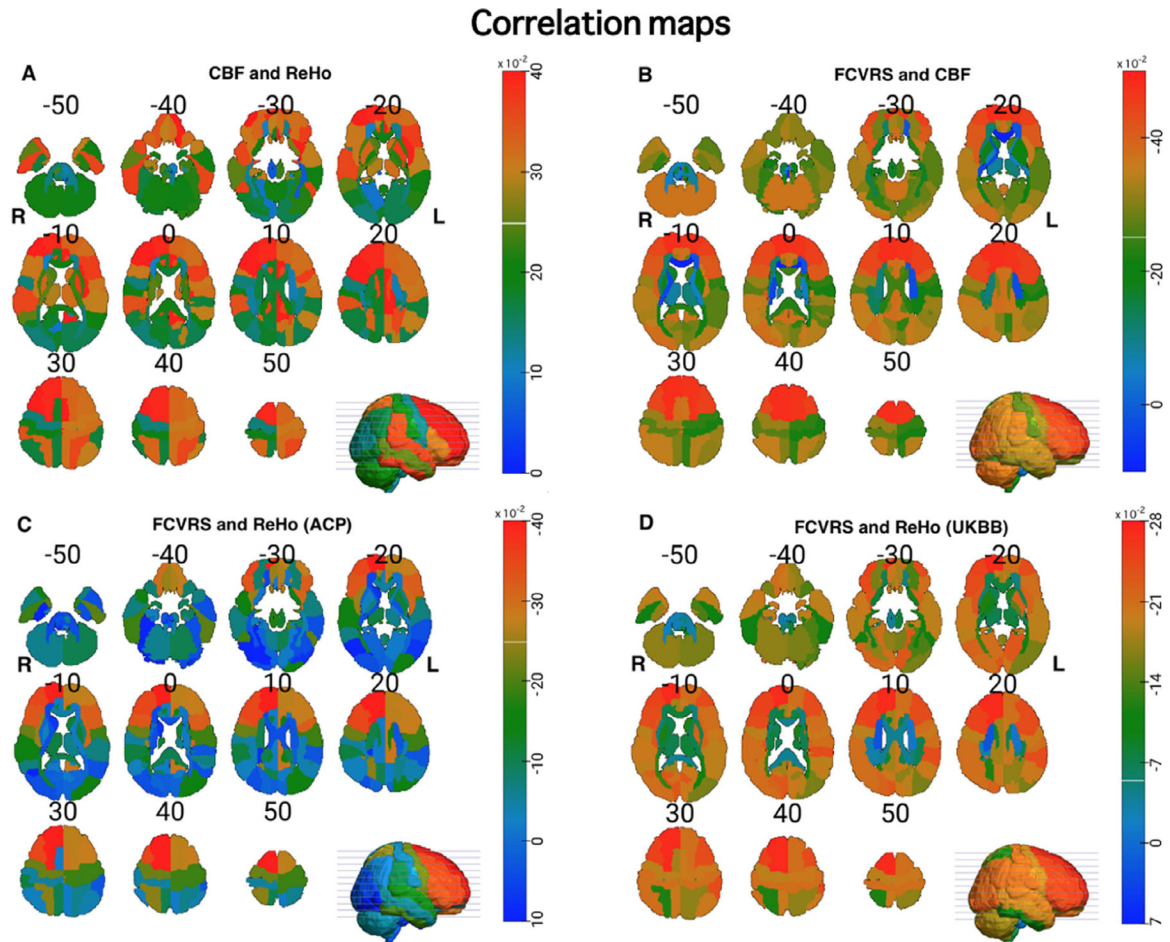 Correlation maps
A
CBF and ReHo
x 10-2
40
30
20
10
0
-50 -40 -30 -20
R L
-10 0 10 20
30 40 50
B
FCVRS and CBF
x 10-2
-40
-20
0
-50 -40 -30 -20
R L
-10 0 10 20
30 40 50
C
FCVRS and ReHo (ACP)
x 10-2
-40
-30
-20
-10
0
10
-50 -40 -30 -20
R L
-10 0 10 20
30 40 50
D
FCVRS and ReHo (UKBB)
x 10-2
-28
-21
-14
-7
0
7
-50 -40 -30 -20
R L
-10 0 10 20
30 40 50